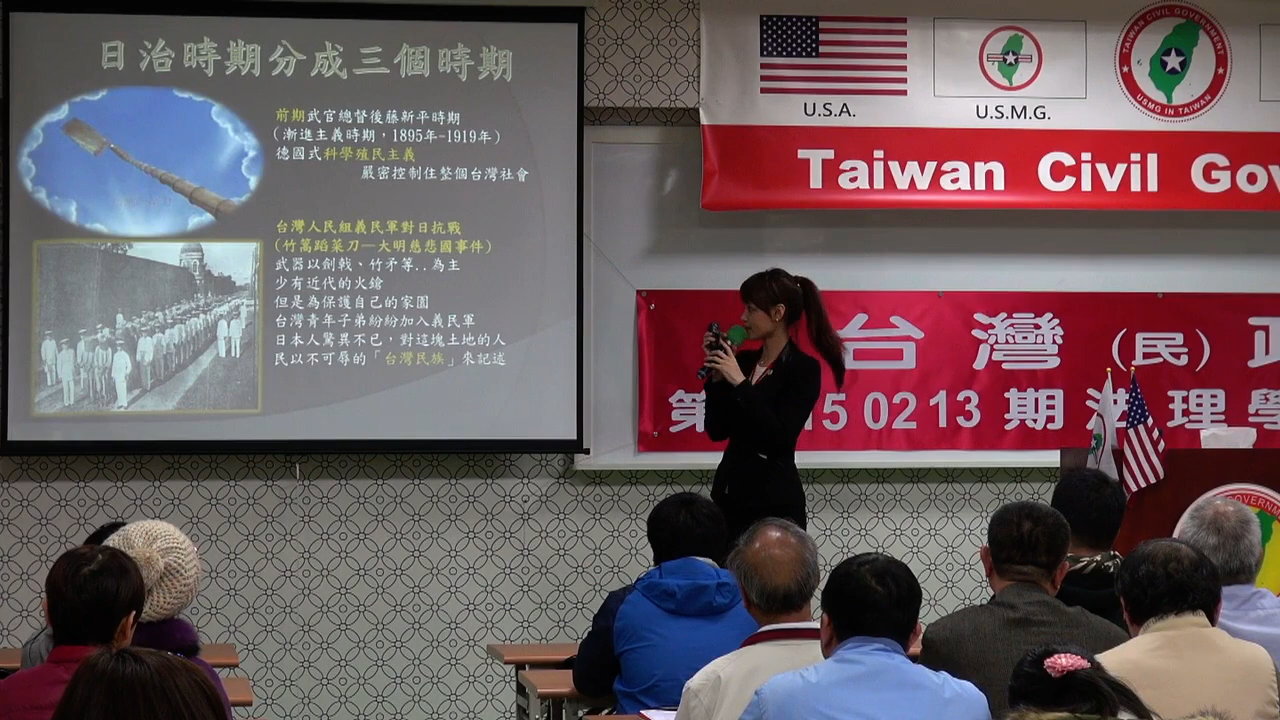 日治時期分成三個時期
前期武官總督後藤新平時期
(漸進主義時期，1895年-1919年)
德國式科學殖民主義
嚴密控制住整個台灣社會
台灣人民組義民軍對日抗戰
(竹篙蹈菜刀—大明慈悲國事件)
武器以劍戟、竹矛等..為主
少有近代的火鎗
但是為保護自己的家園
台灣青年子弟紛紛加入義民軍
日本人驚異不已，對這塊土地的人
民以不可辱的「台灣民族」來記述
U.S.A.
U.S.M.G.
TAIWAN CIVIL GOVERNMENT
USMG IN TAIWAN
Taiwan Civil Gov
台灣(民)政
第 15 02 13 期法理學